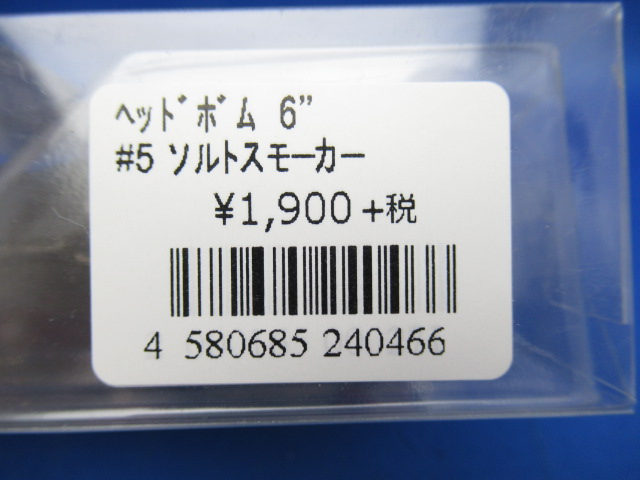 ﾍｯﾄﾞﾎﾞﾑ 6”
#5 ソルトスモーカー
¥1,900+税
4 580685 240466